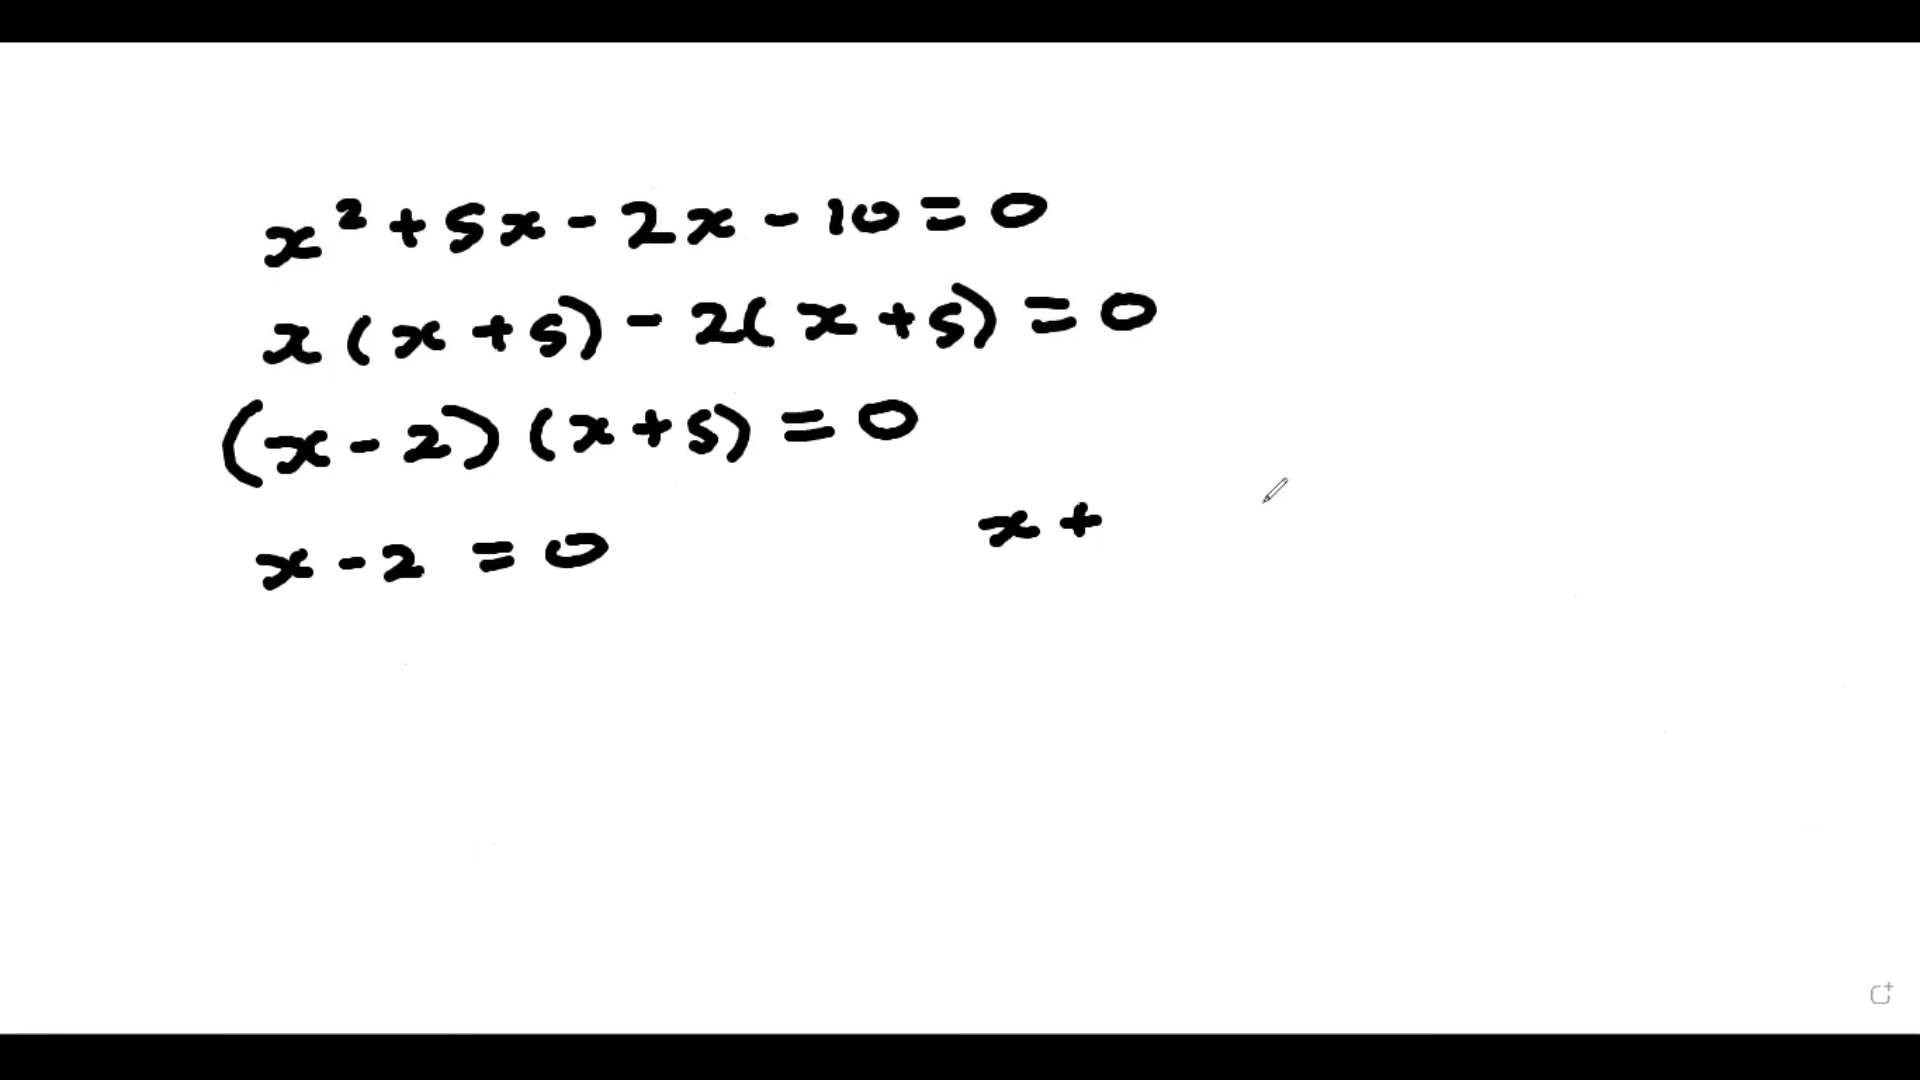 x² + 5x - 2x - 10 = 0
x(x + 5) - 2(x + 5) = 0
(x - 2)(x + 5) = 0
x - 2 = 0 x +